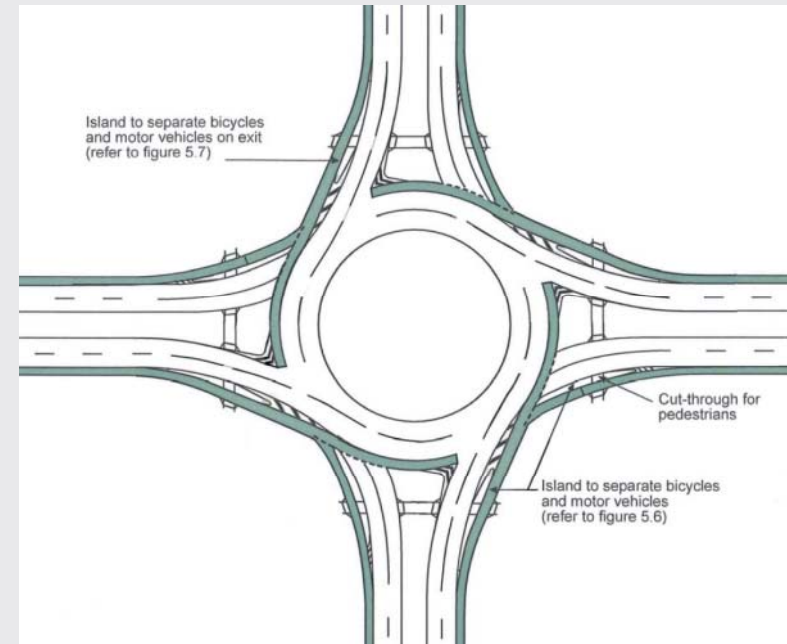 Island to separate bicycles
and motor vehicles on exit
(refer to figure 5.7)
Cut-through for
pedestrians
Island to separate bicycles
and motor vehicles
(refer to figure 5.6)